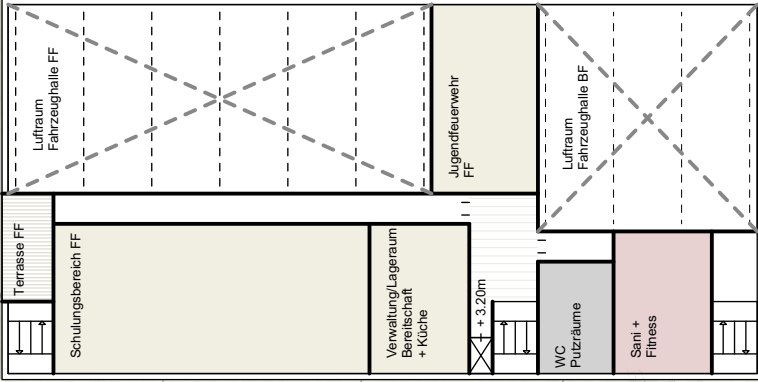 Luftraum
Fahrzeughalle FF
Jugendfeuerwehr
FF
Luftraum
Fahrzeughalle BF
Terrasse FF
Schulungsbereich FF
Verwaltung/Lagerraum
Bereitschaft
+ Küche
+ 3.20m
WC
Putzräume
Sani +
Fitness